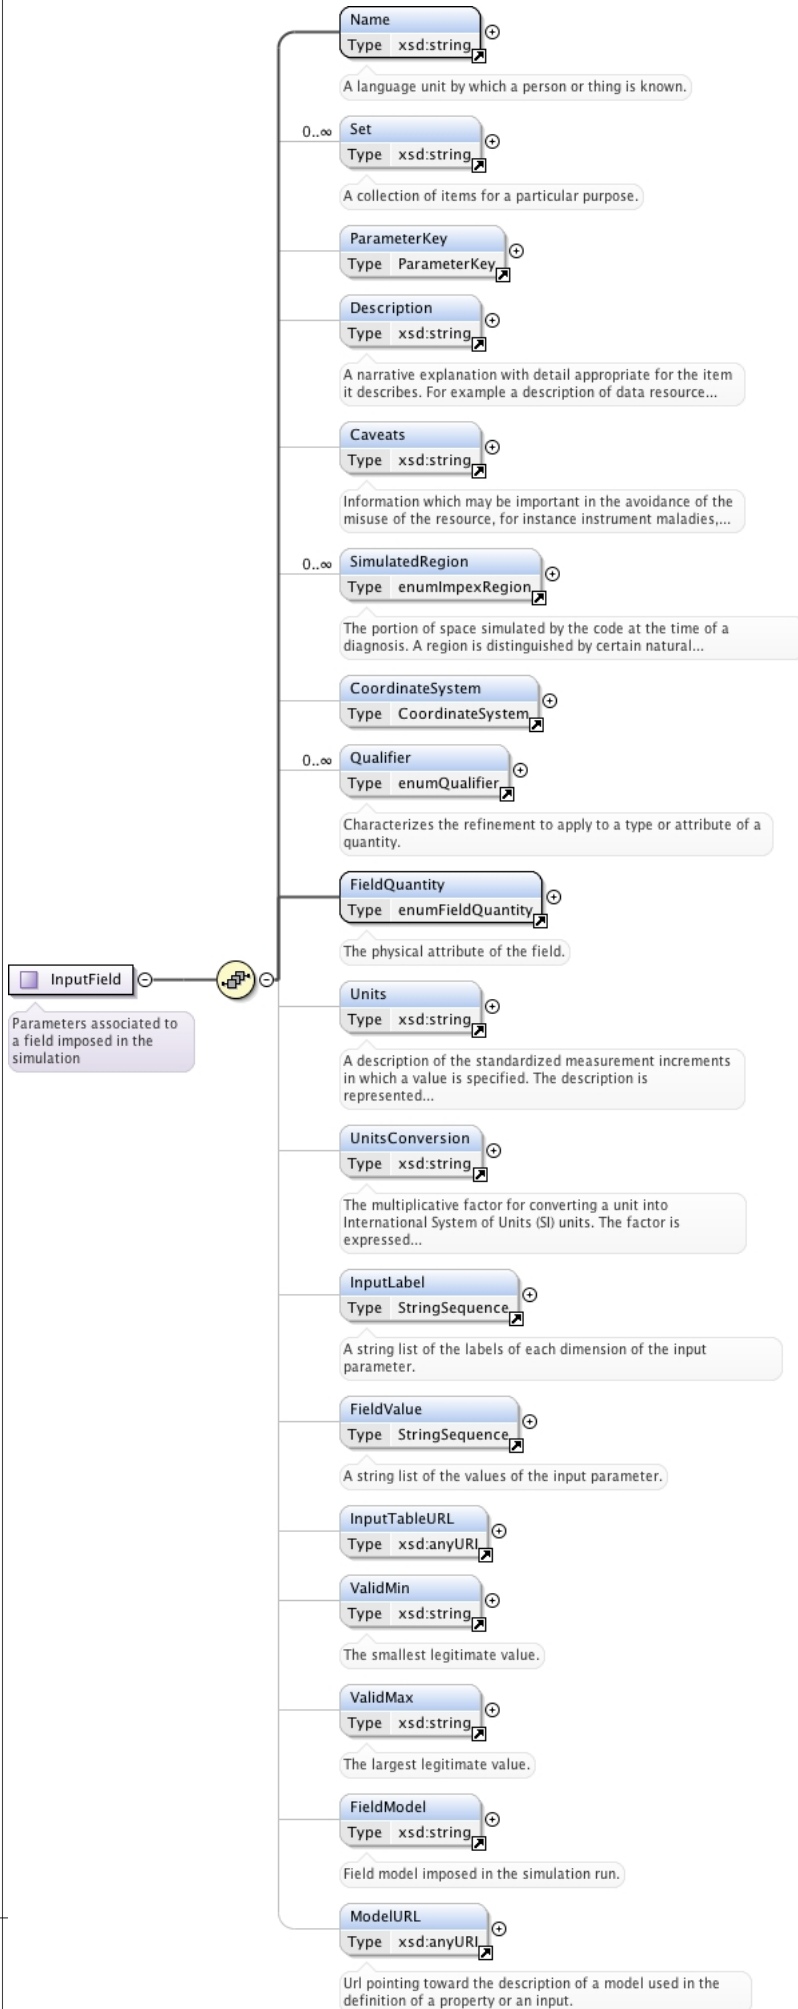 Name
Type xsd:string
A language unit by which a person or thing is known.
0..∞
Set
Type xsd:string
A collection of items for a particular purpose.
ParameterKey
Type ParameterKey
Description
Type xsd:string
A narrative explanation with detail appropriate for the item
it describes. For example a description of data resource...
Caveats
Type xsd:string
Information which may be important in the avoidance of the
misuse of the resource, for instance instrument maladies,...
0..∞
SimulatedRegion
Type enumImpexRegion
The portion of space simulated by the code at the time of a
diagnosis. A region is distinguished by certain natural...
CoordinateSystem
Type CoordinateSystem
0..∞
Qualifier
Type enumQualifier
Characterizes the refinement to apply to a type or attribute of a
quantity.
FieldQuantity
Type enumFieldQuantity
The physical attribute of the field.
InputField
Parameters associated to
a field imposed in the
simulation
Units
Type xsd:string
A description of the standardized measurement increments
in which a value is specified. The description is
represented...
UnitsConversion
Type xsd:string
The multiplicative factor for converting a unit into
International System of Units (SI) units. The factor is
expressed...
InputLabel
Type StringSequence
A string list of the labels of each dimension of the input
parameter.
FieldValue
Type StringSequence
A string list of the values of the input parameter.
InputTableURL
Type xsd:anyURI
ValidMin
Type xsd:string
The smallest legitimate value.
ValidMax
Type xsd:string
The largest legitimate value.
FieldModel
Type xsd:string
Field model imposed in the simulation run.
ModelURL
Type xsd:anyURI
Url pointing toward the description of a model used in the
definition of a property or an input.